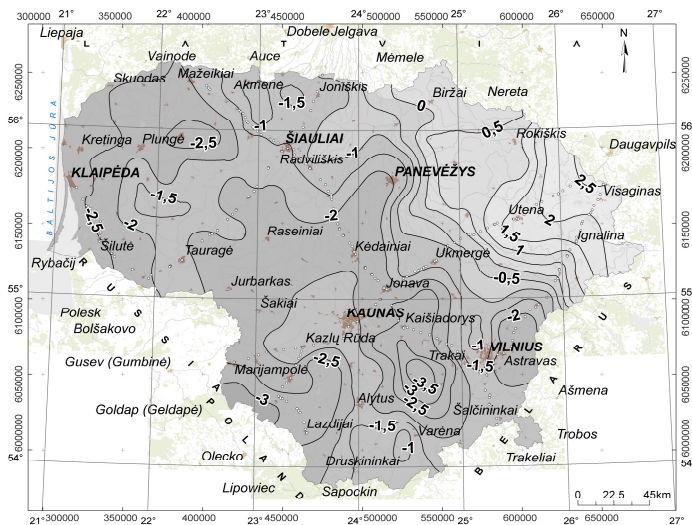 300000 21° 350000 22° 400000 23° 450000 24° 500000 550000 25° 600000 26° 650000 27°
Liepaja Dobele Jelgava
L A T V I A
N
Vainode Auce Mėmele
6250000
Skuodas Mažeikiai Akmenė Joniškis Biržai Nereta
6250000
-1,5 0
56°
-1 0,5 Rokiškis
56°
Kretinga Plungė -2,5 ŠIAULIAI
Daugavpils
6200000
Radviliškis -1
6200000
KLAIPĖDA PANEVĖŽYS
BALTIJOS JŪRA
-1,5 2,5 Visaginas
-2,5 -2 -2 Utena 2
6150000
Šilutė Raseiniai 1,5 1 Ignalina
6150000
Tauragė Kėdainiai Ukmergė
Rybačij
R U S S I A
-0,5
55°
Jurbarkas Jonava
55°
Šakiai
6100000
Polesk KAUNAS Kaišiadorys -2
6100000
Bolšakovo
B E L A R U S
Kazlų Rūda -1 VILNIUS
Gusev (Gumbinė) -2,5 Trakai -1,5 Astravas
Marijampolė
6050000
-3 -3,5 Ašmena
6050000
Goldap (Geldapė) -3 Alytus -2,5 Šalčininkai
P O L A N D
Lazdijai -1,5 Varėna Trobos
6000000
-1
6000000
54° Olecko Druskininkai Trakeliai 54°
Lipowiec Sapockin
0 22.5 45km
21° 300000 350000 22° 400000 23° 450000 24° 500000 550000 25° 600000 26° 650000 27°